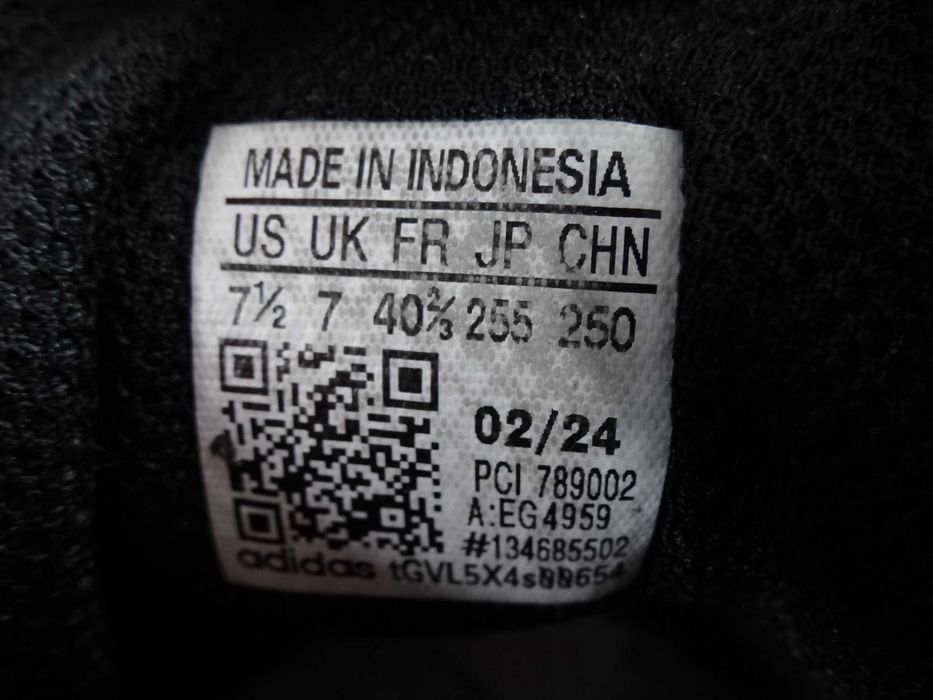 MADE IN INDONESIA
US UK FR JP CHN
7½ 7 40⅔ 255 250
02/24
PCI 789002
A:EG4959
#134685502
adidas tGVL5X4s00654